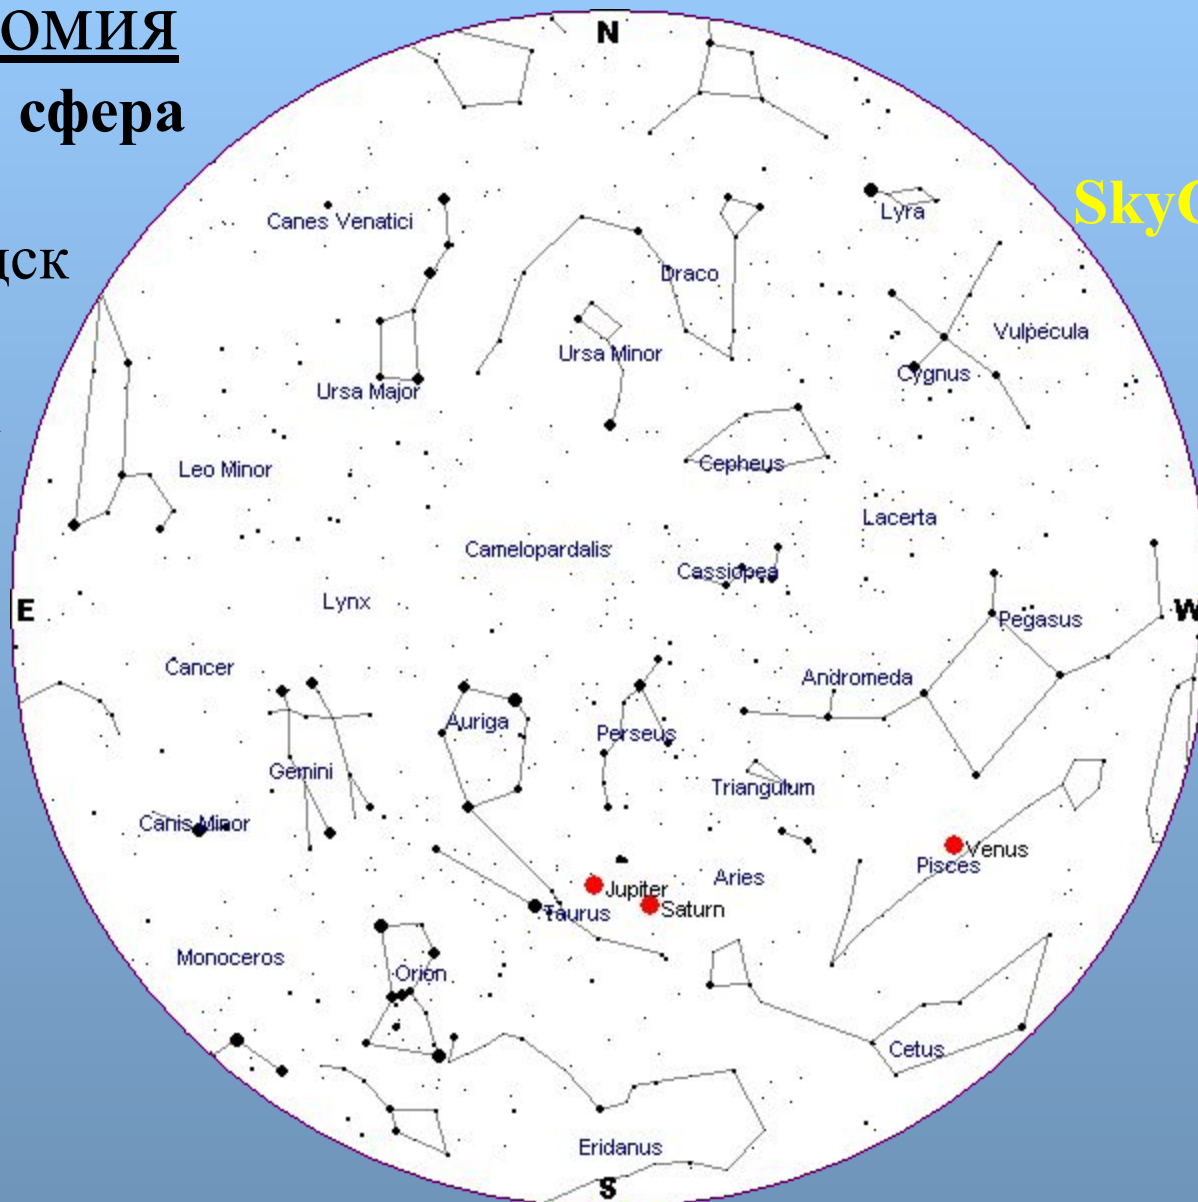 ОМИЯ
сфера
SkyG
дск
N
E
W
S
Canes Venatici
Lyra
Draco
Vulpecula
Ursa Minor
Ursa Major
Cygnus
Leo Minor
Cepheus
Lacerta
Camelopardalis
Cassiopea
Lynx
Pegasus
Cancer
Andromeda
Auriga
Perseus
Gemini
Triangulum
Canis Minor
Venus
Pisces
Aries
Jupiter
Saturn
Taurus
Monoceros
Orion
Cetus
Eridanus